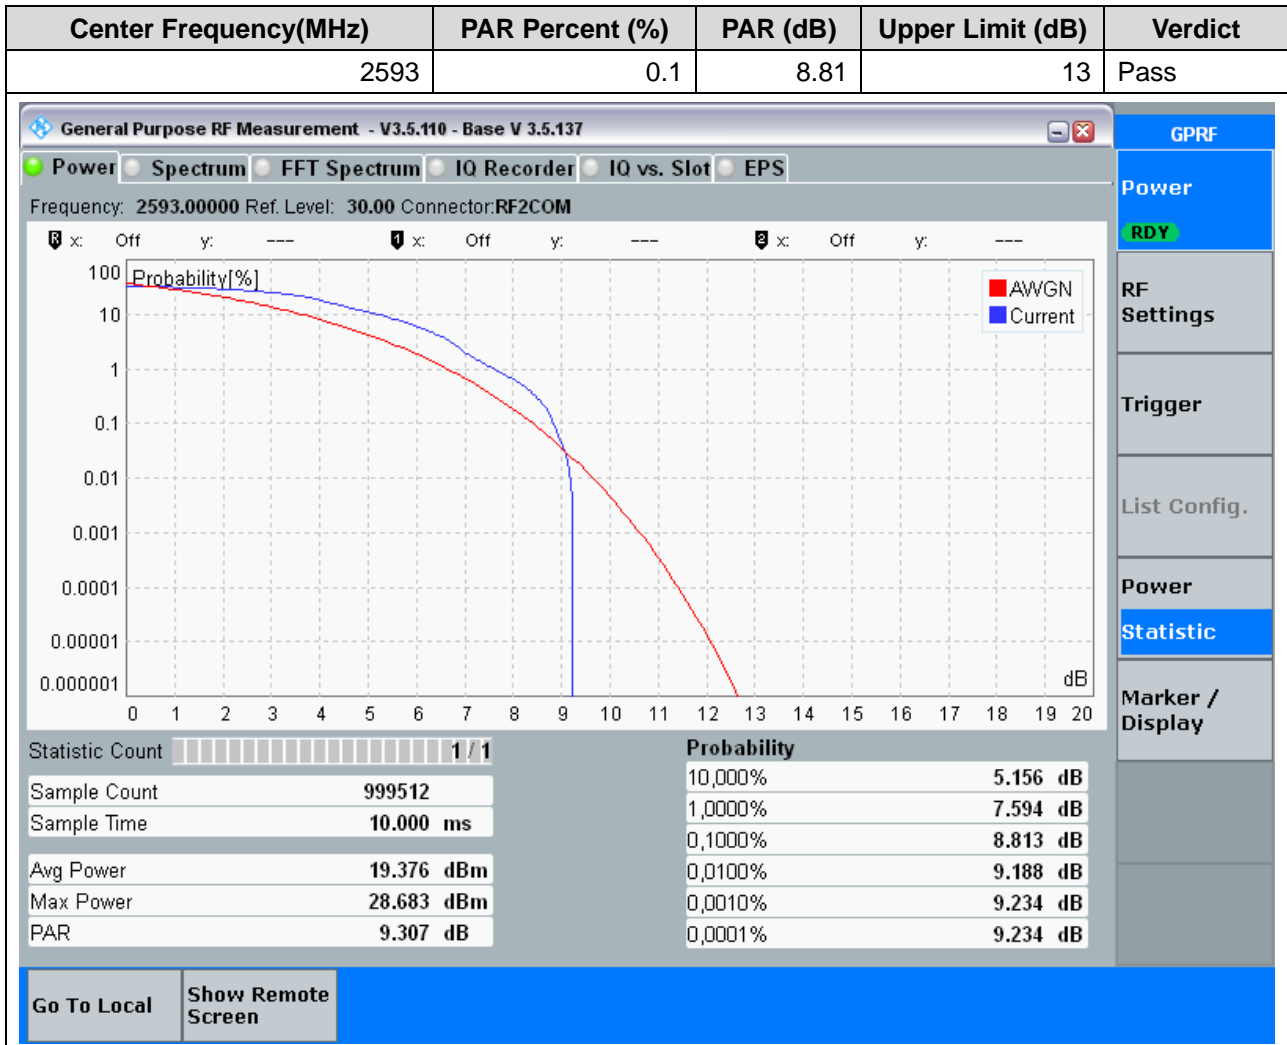 Center Frequency(MHz) PAR Percent (%) PAR (dB) Upper Limit (dB) Verdict
2593 0.1 8.81 13 Pass
General Purpose RF Measurement - V3.5.110 - Base V 3.5.137
GPRF
Power Spectrum FFT Spectrum IQ Recorder IQ vs. Slot EPS
Power
RDY
Frequency: 2593.00000 Ref. Level: 30.00 Connector:RF2COM
R x: Off y: --- 1 x: Off y: --- 2 x: Off y: ---
Probability[%]
AWGN
Current
100
10
1
0.1
0.01
0.001
0.0001
0.00001
0.000001
dB
0 1 2 3 4 5 6 7 8 9 10 11 12 13 14 15 16 17 18 19 20
RF
Settings
Trigger
List Config.
Power
Statistic
Marker /
Display
Statistic Count 1 / 1
Sample Count 999512
Sample Time 10.000 ms
Avg Power 19.376 dBm
Max Power 28.683 dBm
PAR 9.307 dB
Probability
10,000% 5.156 dB
1,0000% 7.594 dB
0,1000% 8.813 dB
0,0100% 9.188 dB
0,0010% 9.234 dB
0,0001% 9.234 dB
Go To Local
Show Remote
Screen